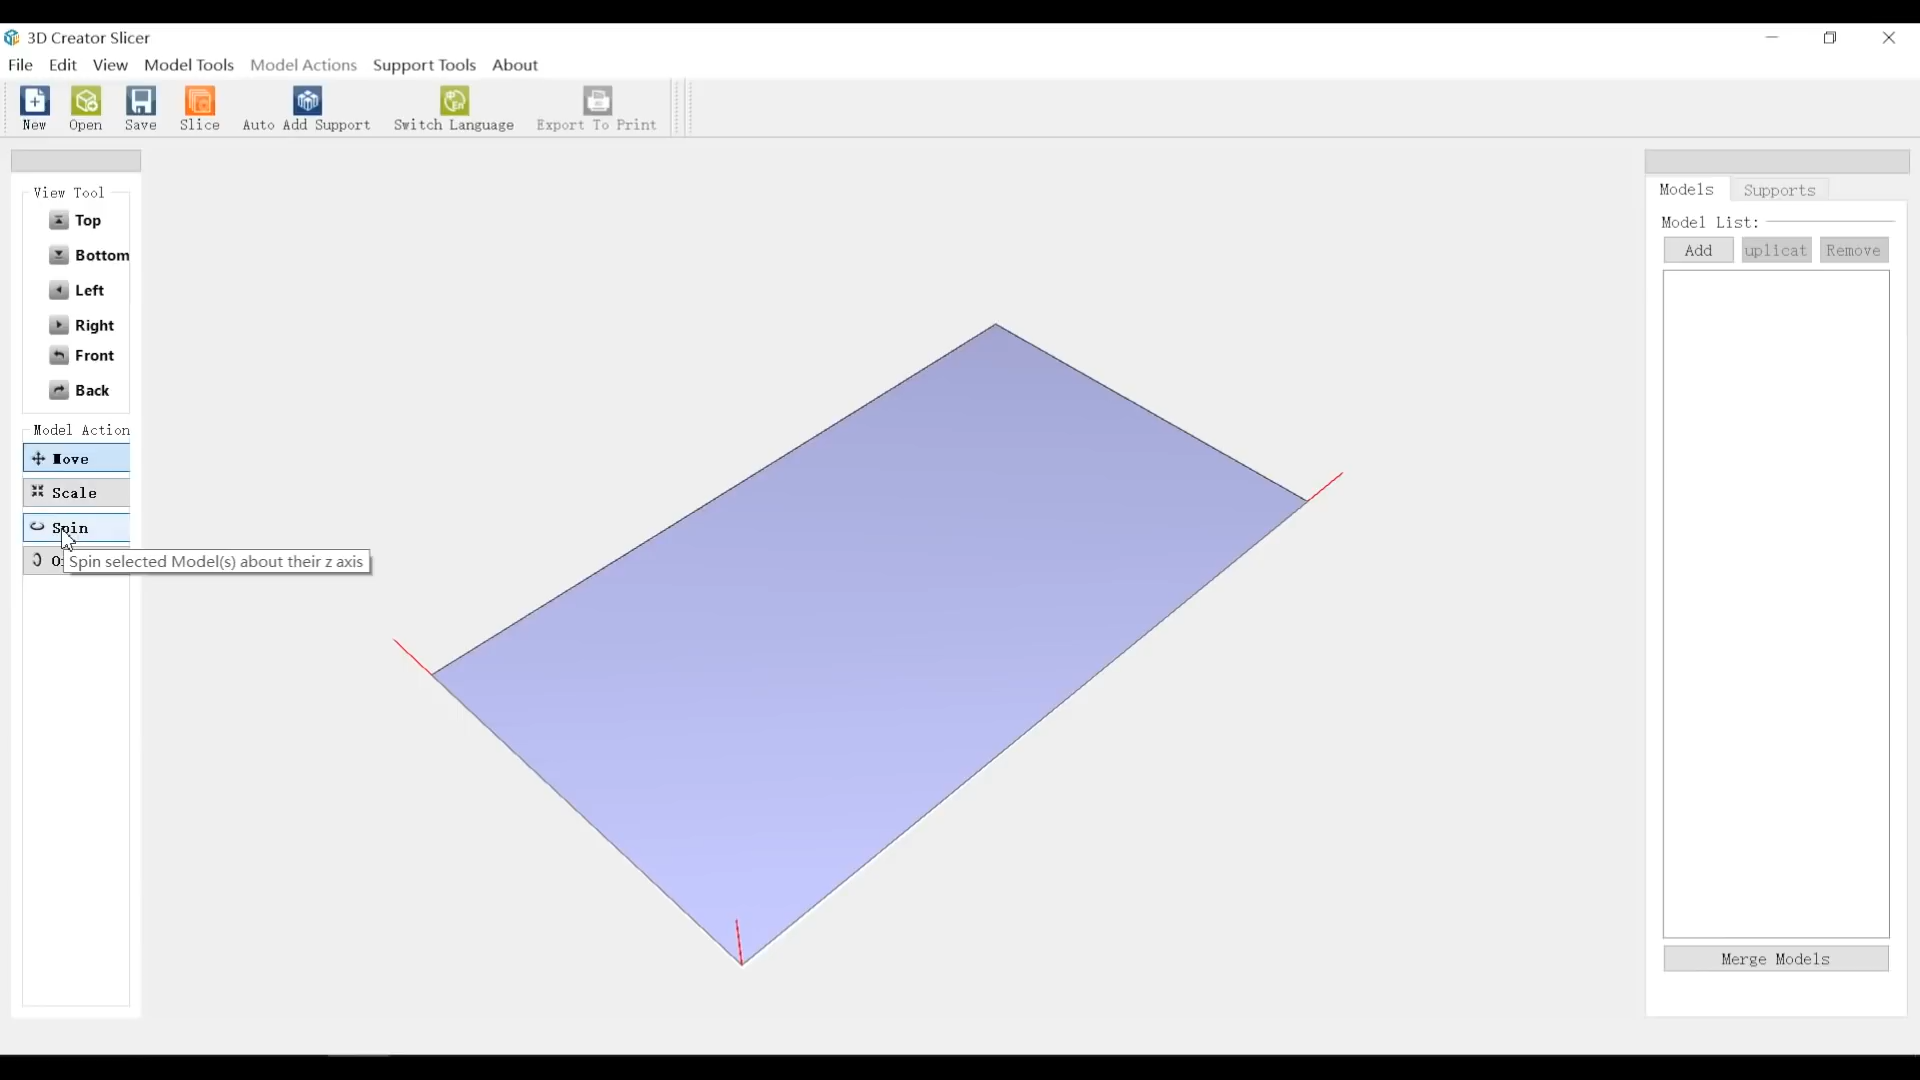 3D Creator Slicer
File Edit View Model Tools Model Actions Support Tools About
New Open Save Slice Auto Add Support Switch Language Export To Print
View Tool
Top
Bottom
Left
Right
Front
Back
Model Action
Move
Scale
Spin
Spin selected Model(s) about their z axis
Models Supports
Model List:
Add uplicat Remove
Merge Models